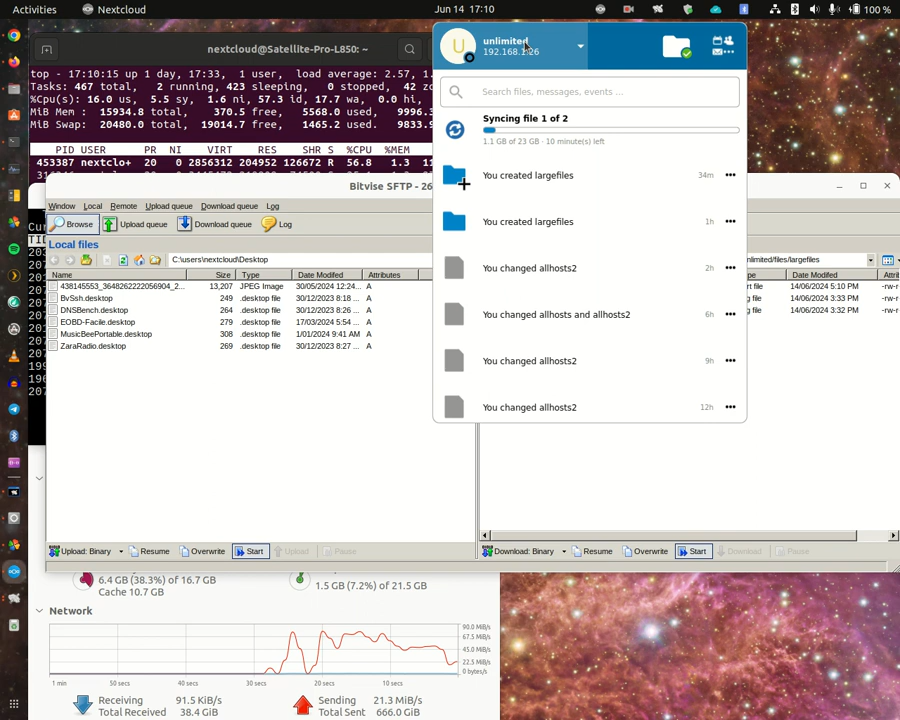 Activities
Nextcloud
Jun 14 17:10
100 %
nextcloud@Satellite-Pro-L850: ~
top - 17:10:15 up 1 day, 17:33, 1 user, load average: 2.57, 1.
Tasks: 467 total, 2 running, 423 sleeping, 0 stopped, 42 zo
%Cpu(s): 16.0 us, 5.5 sy, 1.6 ni, 57.3 id, 17.7 wa, 0.0 hi,
MiB Mem : 15934.8 total, 370.5 free, 5568.0 used, 9996.3
MiB Swap: 20480.0 total, 19014.7 free, 1465.2 used. 9833.9
PID USER PR NI VIRT RES SHR S %CPU %MEM
453387 nextclo+ 20 0 2856312 204952 126672 R 56.8 1.3 11
U
unlimited
192.168.1.26
Search files, messages, events ...
Syncing file 1 of 2
1.1 GB of 23 GB · 10 minute(s) left
You created largefiles
34m
You created largefiles
1h
You changed allhosts2
2h
You changed allhosts and allhosts2
6h
You changed allhosts2
9h
You changed allhosts2
12h
Bitvise SFTP - 26
Window Local Remote Upload queue Download queue Log
Browse Upload queue Download queue Log
Local files
C:\users\nextcloud\Desktop
Name Size Type Date Modified Attributes
438145553_3648262222056904_2... 13,207 JPEG Image 30/05/2024 12:24... A
BvSsh.desktop 249 .desktop file 30/12/2023 8:18 ... A
DNSBench.desktop 264 .desktop file 30/12/2023 8:26 ... A
EOBD-Facile.desktop 279 .desktop file 17/03/2024 5:54 ... A
MusicBeePortable.desktop 308 .desktop file 1/01/2024 9:41 AM A
ZaraRadio.desktop 269 .desktop file 30/12/2023 8:27 ... A
nlimited/files/largefiles
pe Date Modified Attri
rt file 14/06/2024 5:10 PM -rw-r
g file 14/06/2024 3:33 PM -rw-r
g file 14/06/2024 3:32 PM -rw-r
Upload: Binary Resume Overwrite Start Upload Pause
Download: Binary Resume Overwrite Start Download Pause
6.4 GB (38.3%) of 16.7 GB
Cache 10.7 GB
1.5 GB (7.2%) of 21.5 GB
Network
90.0 MiB/s
67.5 MiB/s
45.0 MiB/s
22.5 MiB/s
0 bytes/s
1 min 50 secs 40 secs 30 secs 20 secs 10 secs
Receiving 91.5 KiB/s
Total Received 38.4 GiB
Sending 21.3 MiB/s
Total Sent 666.0 GiB